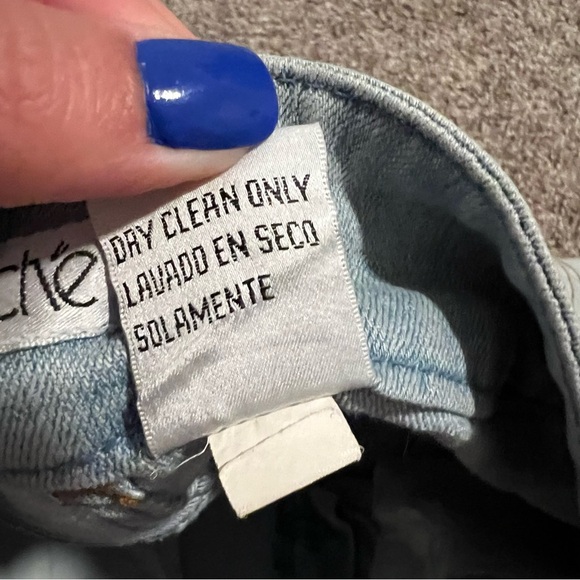 DRY CLEAN ONLY
LAVADO EN SECO
SOLAMENTE